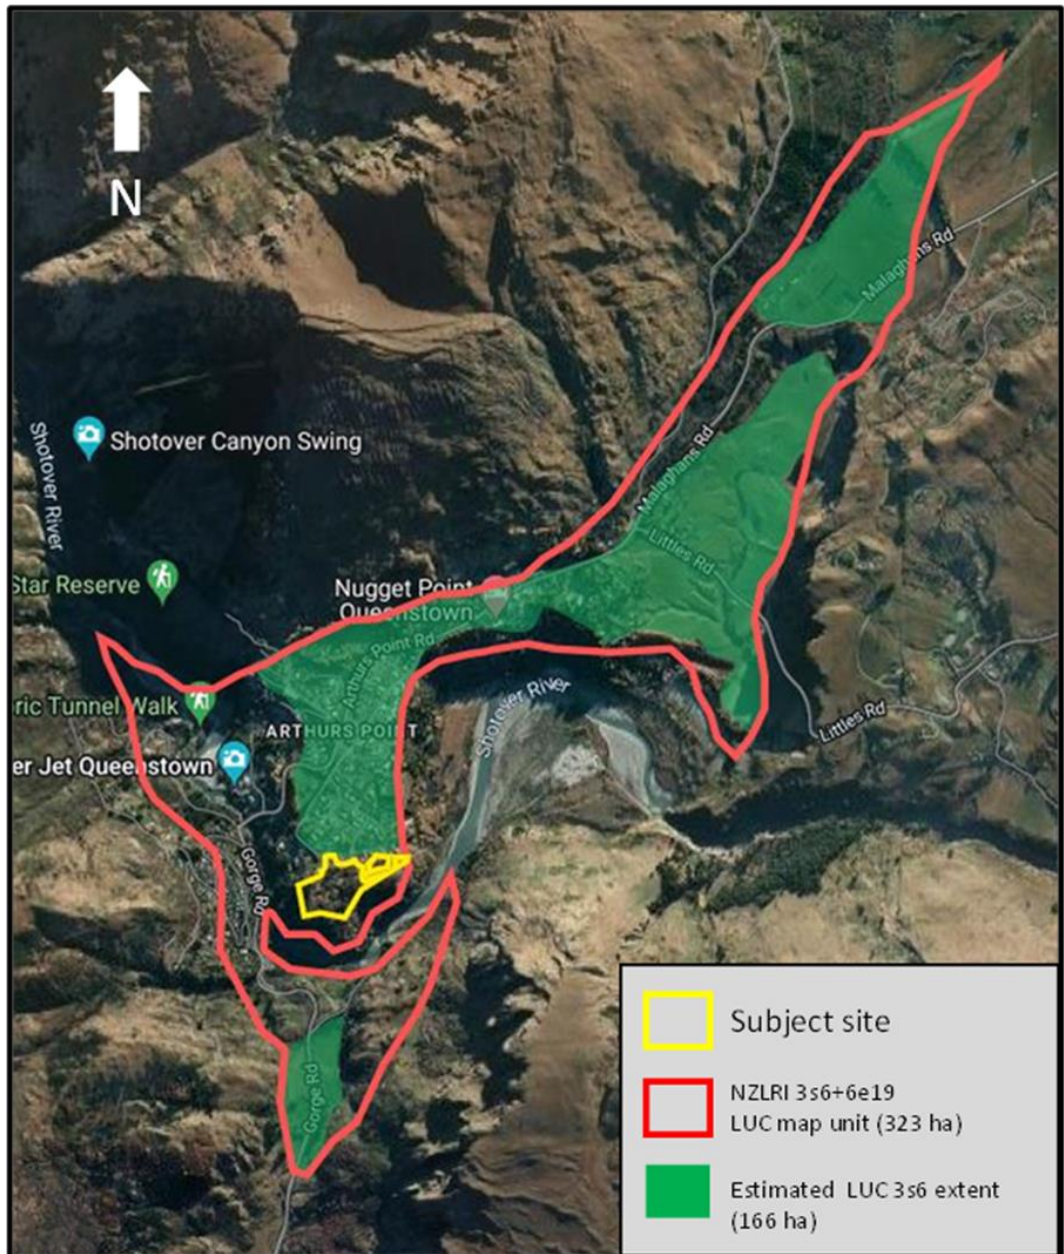 N
Malaghans Rd
Shotover Canyon Swing
Shotover River
Malaghans Rd
Littles Rd
Star Reserve
Nugget Point
Queenstown
Arthurs Point Rd
ric Tunnel Walk
ARTHURS POINT
Shotover River
Littles Rd
er Jet Queenstown
Gorge Rd
Gorge Rd
Subject site
NZLRI 3s6+6e19
LUC map unit (323 ha)
Estimated LUC 3s6 extent
(166 ha)